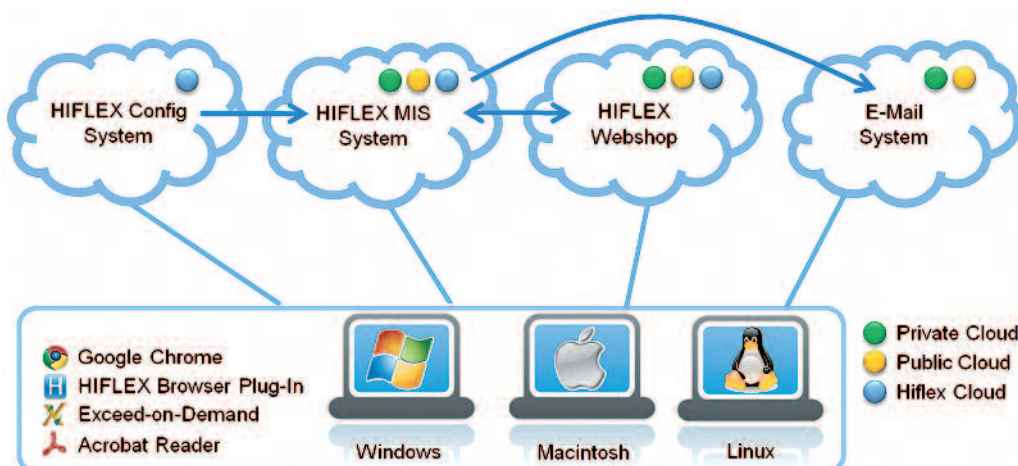 HIFLEX Config
System
HIFLEX MIS
System
HIFLEX
Webshop
E-Mail
System
Google Chrome
HIFLEX Browser Plug-In
Exceed-on-Demand
Acrobat Reader
Windows
Macintosh
Linux
Private Cloud
Public Cloud
Hiflex Cloud